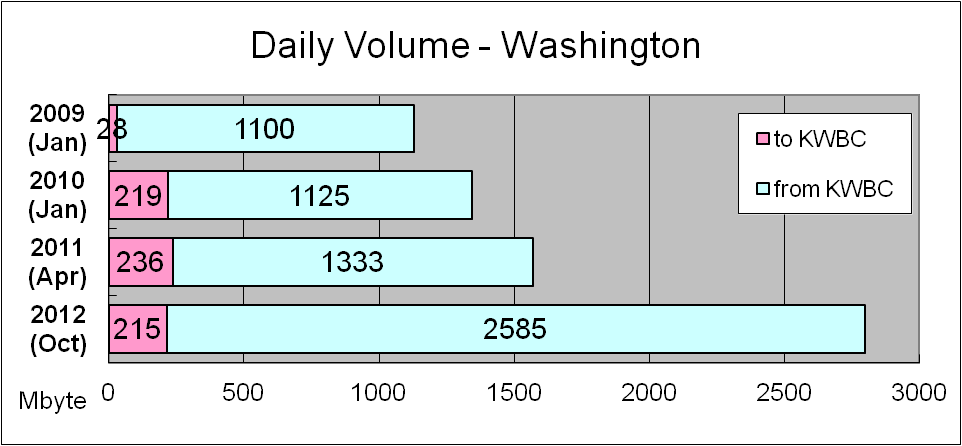 Daily Volume - Washington
2009
(Jan)
28 1100
2010
(Jan)
219 1125
2011
(Apr)
236 1333
2012
(Oct)
215 2585
to KWBC
from KWBC
Mbyte 0 500 1000 1500 2000 2500 3000